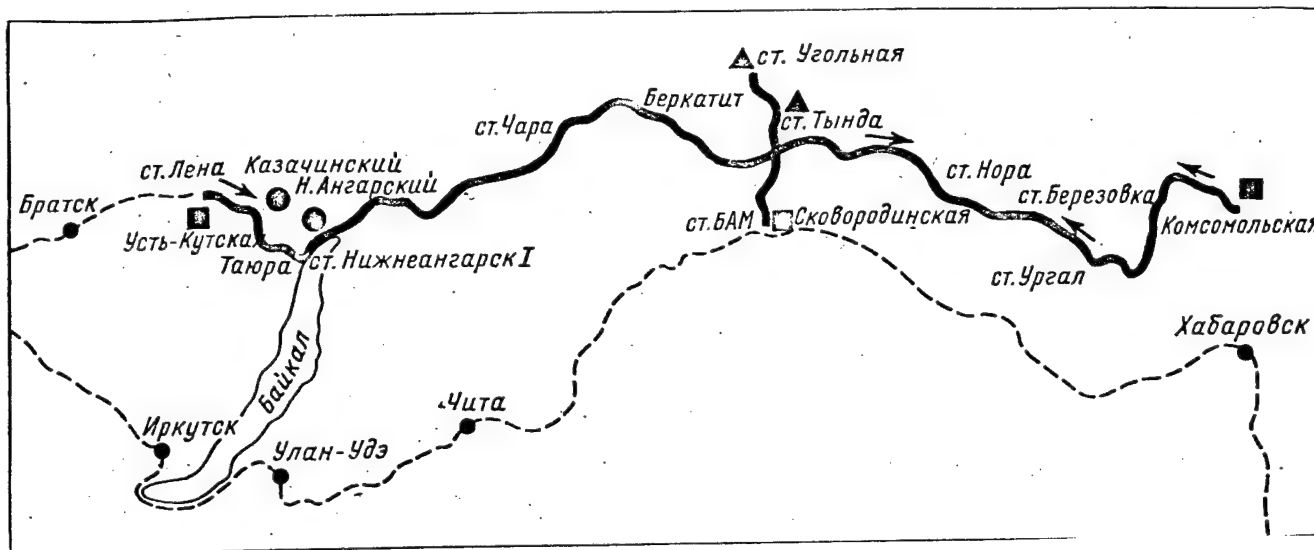 ст. Угольная
Беркатит
ст. Чара
ст. Тында
ст. Лена
Казачинский
Н. Ангарский
ст. Нора
ст. Березовка
Братск
Усть-Кутская
ст. БАМ
Сковородинская
Комсомольская
Таюра
ст. Нижнеангарск I
ст. Ургал
Хабаровск
Байкал
Чита
Иркутск
Улан-Удэ